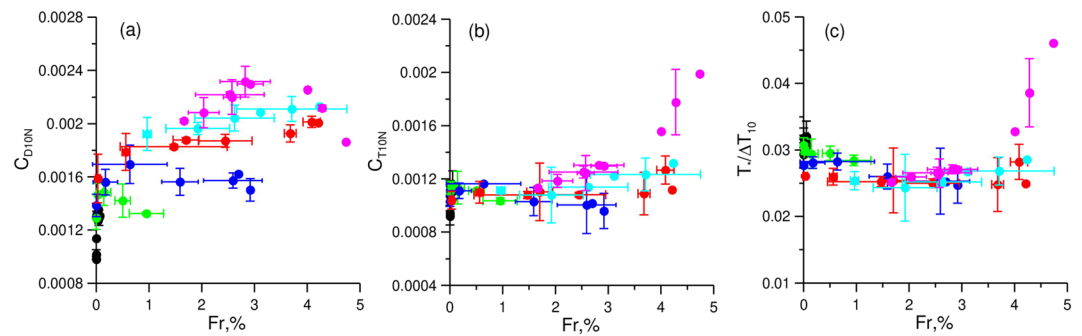 (a)
0.0028
0.0024
0.002
0.0016
0.0012
0.0008
C_D10N
0 1 2 3 4 5
Fr,%
(b)
0.0024
0.002
0.0016
0.0012
0.0008
0.0004
C_T10N
0 1 2 3 4 5
Fr,%
(c)
0.05
0.04
0.03
0.02
0.01
T*/ΔT10
0 1 2 3 4 5
Fr,%